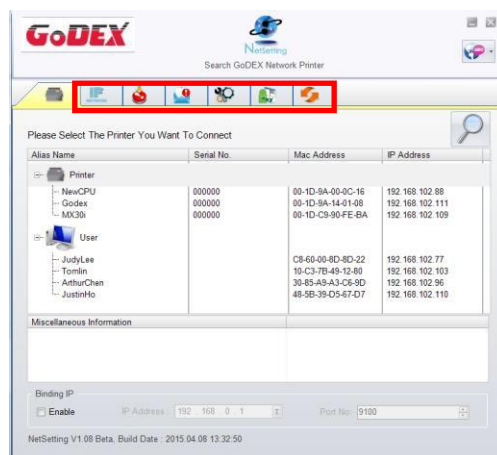 GoDEX
NetSetting
Search GoDEX Network Printer
Please Select The Printer You Want To Connect
Alias Name Serial No. Mac Address IP Address
Printer
NewCPU 000000 00-1D-9A-00-0C-16 192.168.102.88
Godex 000000 00-1D-9A-14-01-08 192.168.102.111
MX30i 000000 00-1D-C9-90-FE-BA 192.168.102.109
User
JudyLee C8-60-00-8D-8D-22 192.168.102.77
Tomlin 10-C3-7B-49-12-80 192.168.102.103
ArthurChen 30-85-A9-A3-C6-9D 192.168.102.96
JustinHo 48-5B-39-D5-67-D7 192.168.102.110
Miscellaneous Information
Binding IP
Enable IP Address : 192 . 168 . 0 . 1 Port No: 9100
NetSetting V1.08 Beta, Build Date : 2015.04.08 13:32:50